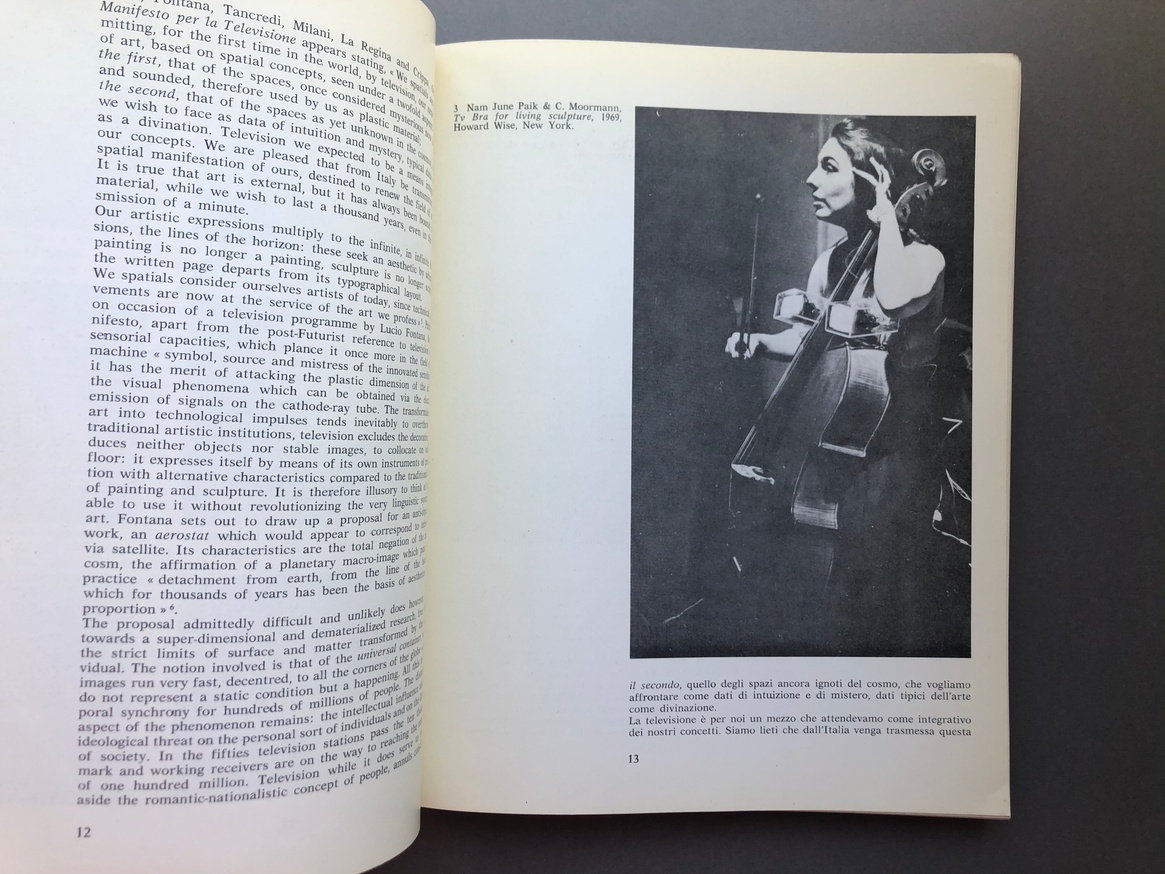 Fontana, Tancredi, Milani, La Regina and
Manifesto per la Televisione appears stating, « We
mitting, for the first time in the world, by television,
of art, based on spatial concepts, seen under a twofold
the first, that of the spaces, once considered mysterious
and sounded, therefore used by us as plastic material;
the second, that of the spaces as yet unknown in the
we wish to face as data of intuition and mystery, typical
as a divination. Television we expected to be a means
our concepts. We are pleased that from Italy be
spatial manifestation of ours, destined to renew the field
It is true that art is external, but it has always been
material, while we wish to last a thousand years, even in
smission of a minute.
Our artistic expressions multiply to the infinite, in
sions, the lines of the horizon: these seek an aesthetic by
painting is no longer a painting, sculpture is no longer
the written page departs from its typographical layout.
We spatials consider ourselves artists of today, since
vements are now at the service of the art we profess »
on occasion of a television programme by Lucio Fontana.
nifesto, apart from the post-Futurist reference to
sensorial capacities, which plance it once more in the
machine « symbol, source and mistress of the innovated
it has the merit of attacking the plastic dimension of the
the visual phenomena which can be obtained via the
emission of signals on the cathode-ray tube. The
art into technological impulses tends inevitably to
traditional artistic institutions, television excludes the
duces neither objects nor stable images, to collocate on
floor: it expresses itself by means of its own instruments
tion with alternative characteristics compared to the
of painting and sculpture. It is therefore illusory to think
able to use it without revolutionizing the very linguistic
art. Fontana sets out to draw up a proposal for an
work, an aerostat which would appear to correspond to
via satellite. Its characteristics are the total negation of the
cosm, the affirmation of a planetary macro-image which
practice « detachment from earth, from the line of the
which for thousands of years has been the basis of
proportion » 6.
The proposal admittedly difficult and unlikely does
towards a super-dimensional and dematerialized research,
the strict limits of surface and matter transformed by the
vidual. The notion involved is that of the universal
images run very fast, decentred, to all the corners of the
do not represent a static condition but a happening. All this
poral synchrony for hundreds of millions of people. The
aspect of the phenomenon remains: the intellectual influence
ideological threat on the personal sort of individuals and on the
of society. In the fifties television stations pass the ten
mark and working receivers are on the way to reaching the
of one hundred million. Television while it does serve to
aside the romantic-nationalistic concept of people, annuls
12
3 Nam June Paik & C. Moormann,
Tv Bra for living sculpture, 1969,
Howard Wise, New York.
il secondo, quello degli spazi ancora ignoti del cosmo, che vogliamo
affrontare come dati di intuizione e di mistero, dati tipici dell'arte
come divinazione.
La televisione è per noi un mezzo che attendevamo come integrativo
dei nostri concetti. Siamo lieti che dall'Italia venga trasmessa questa
13